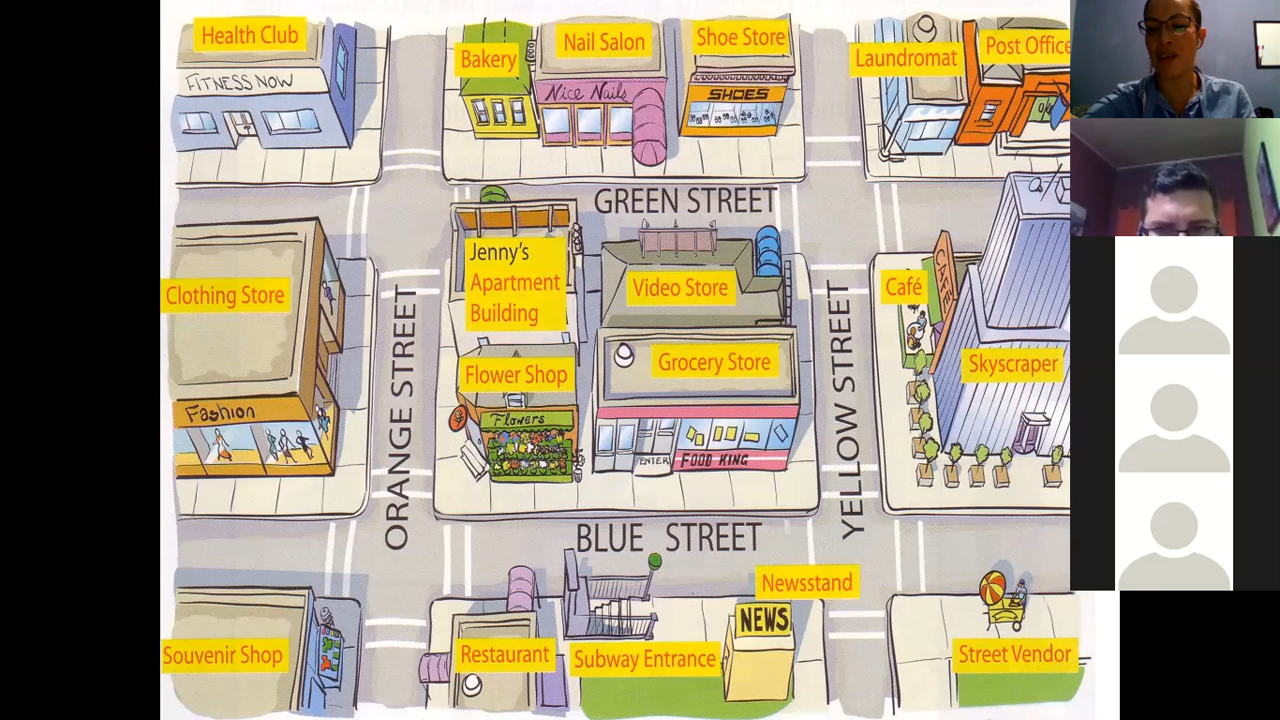 Health Club
FITNESS NOW
Bakery
Nail Salon
Nice Nails
Shoe Store
SHOES
Laundromat
Post Office
GREEN STREET
Clothing Store
Fashion
ORANGE STREET
Jenny's
Apartment
Building
Video Store
Flower Shop
Flowers
Grocery Store
ENTER
FOOD KING
YELLOW STREET
Café
CAFE
Skyscraper
BLUE STREET
Souvenir Shop
Restaurant
Subway Entrance
Newsstand
NEWS
Street Vendor